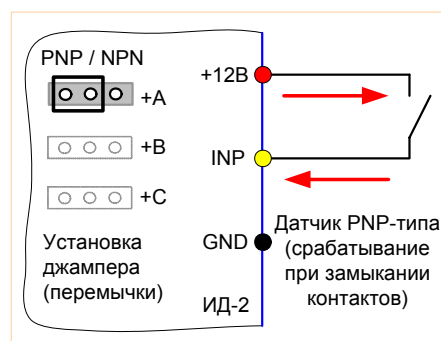 PNP / NPN
+A
+B
+C
Установка
джампера
(перемычки)
+12В
INP
GND
ИД-2
Датчик PNP-типа
(срабатывание
при замыкании
контактов)